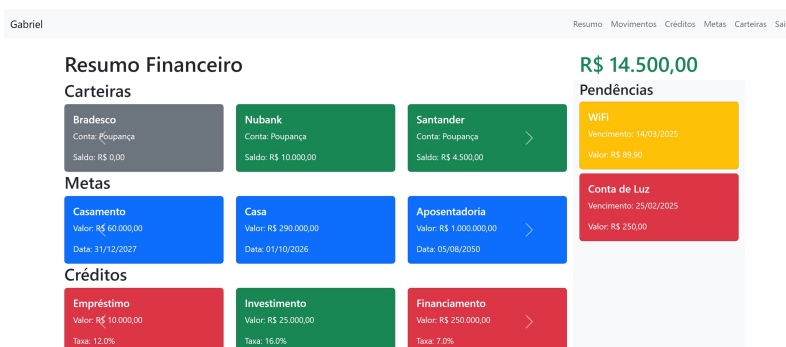 Gabriel
Resumo Movimentos Créditos Metas Carteiras Sai
Resumo Financeiro
R$ 14.500,00
Carteiras
Bradesco
Conta: Poupança
Saldo: R$ 0,00
Nubank
Conta: Poupança
Saldo: R$ 10.000,00
Santander
Conta: Poupança
Saldo: R$ 4.500,00
Metas
Casamento
Valor: R$ 60.000,00
Data: 31/12/2027
Casa
Valor: R$ 290.000,00
Data: 01/10/2026
Aposentadoria
Valor: R$ 1.000.000,00
Data: 05/08/2050
Créditos
Empréstimo
Valor: R$ 10.000,00
Taxa: 12.0%
Investimento
Valor: R$ 25.000,00
Taxa: 16.0%
Financiamento
Valor: R$ 250.000,00
Taxa: 7.0%
Pendências
WiFi
Vencimento: 14/03/2025
Valor: R$ 89,90
Conta de Luz
Vencimento: 25/02/2025
Valor: R$ 250,00